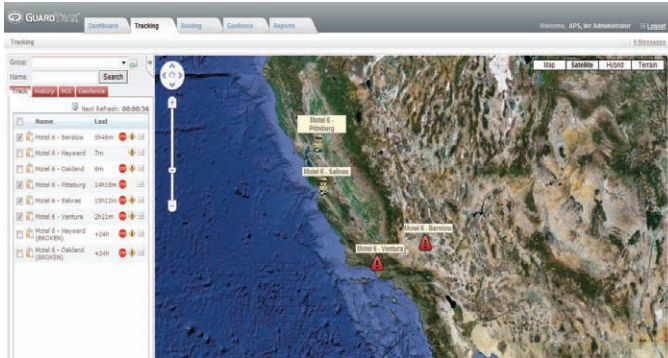 GUARDTRAX
Dashboard Tracking Routing Geofence Reports
Welcome, APS, Inc Administrator Logout
Tracking
6 Messages
Group:
Name: Search
Track History POI Geofence
Next Refresh: 00:00:36
Name Last
Motel 6 - Barstow 5h46m
Motel 6 - Hayward 7m
Motel 6 - Oakland 6m
Motel 6 - Pittsburg 14h18m
Motel 6 - Salinas 15h12m
Motel 6 - Ventura 2h21m
Motel 6 - Hayward (BROKEN) +24h
Motel 6 - Oakland (BROKEN) +24h
Map Satellite Hybrid Terrain
Motel 6 - Pittsburg
Motel 6 - Salinas
Motel 6 - Barstow
Motel 6 - Ventura